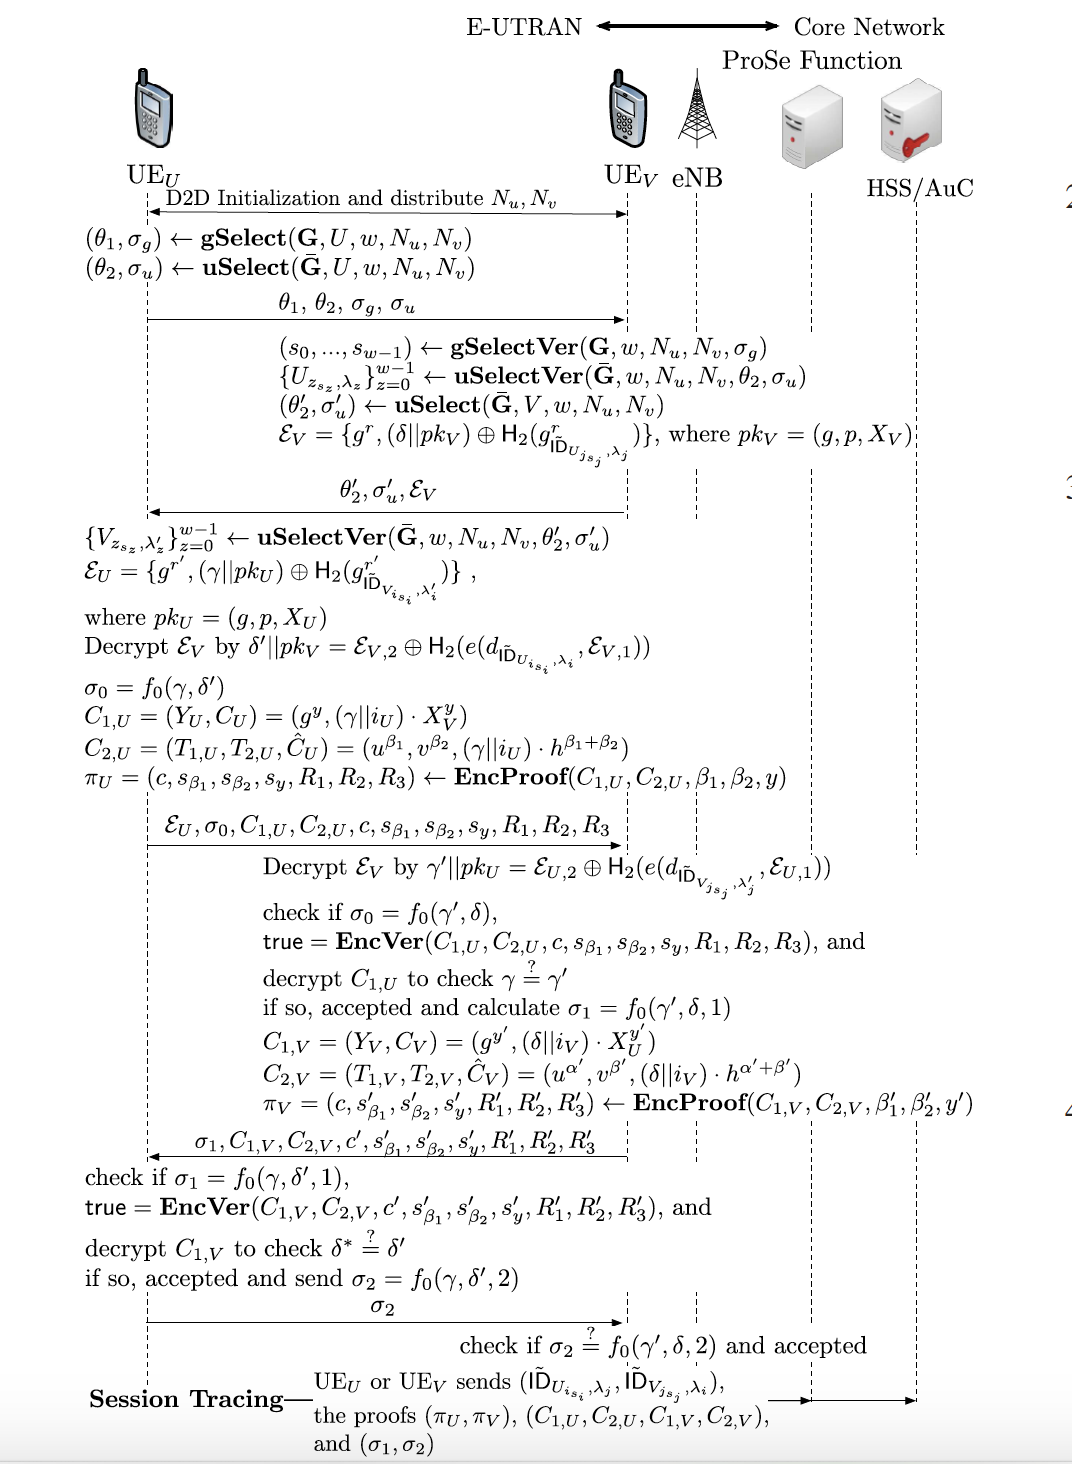 E-UTRAN ⟷ Core Network
ProSe Function
UE_U UE_V eNB
HSS/AuC
D2D Initialization and distribute N_u, N_v
(θ_1, σ_g) ← gSelect(G, U, w, N_u, N_v)
(θ_2, σ_u) ← uSelect(Ḡ, U, w, N_u, N_v)
θ_1, θ_2, σ_g, σ_u
(s_0, ..., s_{w−1}) ← gSelectVer(G, w, N_u, N_v, σ_g)
{U_{z_{s_z}, λ_z}}_{z=0}^{w−1} ← uSelectVer(Ḡ, w, N_u, N_v, θ_2, σ_u)
(θ'_2, σ'_u) ← uSelect(Ḡ, V, w, N_u, N_v)
ℰ_V = {g^r, (δ||pk_V) ⊕ H_2(g^r_{ĨD_{U_{j_{s_j}, λ_j}}})}, where pk_V = (g, p, X_V)
θ'_2, σ'_u, ℰ_V
{V_{z_{s_z}, λ'_z}}_{z=0}^{w−1} ← uSelectVer(Ḡ, w, N_u, N_v, θ'_2, σ'_u)
ℰ_U = {g^{r'}, (γ||pk_U) ⊕ H_2(g^{r'}_{ĨD_{V_{i_{s_i}, λ'_i}}})} ,
where pk_U = (g, p, X_U)
Decrypt ℰ_V by δ'||pk_V = ℰ_{V,2} ⊕ H_2(e(d_{ĨD_{U_{i_{s_i}, λ_i}}}, ℰ_{V,1}))
σ_0 = f_0(γ, δ')
C_{1,U} = (Y_U, C_U) = (g^y, (γ||i_U) · X_V^y)
C_{2,U} = (T_{1,U}, T_{2,U}, Ĉ_U) = (u^{β_1}, v^{β_2}, (γ||i_U) · h^{β_1+β_2})
π_U = (c, s_{β_1}, s_{β_2}, s_y, R_1, R_2, R_3) ← EncProof(C_{1,U}, C_{2,U}, β_1, β_2, y)
ℰ_U, σ_0, C_{1,U}, C_{2,U}, c, s_{β_1}, s_{β_2}, s_y, R_1, R_2, R_3
Decrypt ℰ_V by γ'||pk_U = ℰ_{U,2} ⊕ H_2(e(d_{ĨD_{V_{j_{s_j}, λ'_j}}}, ℰ_{U,1}))
check if σ_0 = f_0(γ', δ),
true = EncVer(C_{1,U}, C_{2,U}, c, s_{β_1}, s_{β_2}, s_y, R_1, R_2, R_3), and
decrypt C_{1,U} to check γ ≟ γ'
if so, accepted and calculate σ_1 = f_0(γ', δ, 1)
C_{1,V} = (Y_V, C_V) = (g^{y'}, (δ||i_V) · X_U^{y'})
C_{2,V} = (T_{1,V}, T_{2,V}, Ĉ_V) = (u^{α'}, v^{β'}, (δ||i_V) · h^{α'+β'})
π_V = (c, s'_{β_1}, s'_{β_2}, s'_y, R'_1, R'_2, R'_3) ← EncProof(C_{1,V}, C_{2,V}, β'_1, β'_2, y')
σ_1, C_{1,V}, C_{2,V}, c', s'_{β_1}, s'_{β_2}, s'_y, R'_1, R'_2, R'_3
check if σ_1 = f_0(γ, δ', 1),
true = EncVer(C_{1,V}, C_{2,V}, c', s'_{β_1}, s'_{β_2}, s'_y, R'_1, R'_2, R'_3), and
decrypt C_{1,V} to check δ* ≟ δ'
if so, accepted and send σ_2 = f_0(γ, δ', 2)
σ_2
check if σ_2 ≟ f_0(γ', δ, 2) and accepted
UE_U or UE_V sends (ĨD_{U_{i_{s_i}, λ_j}}, ĨD_{V_{j_{s_j}, λ_i}}),
Session Tracing—
the proofs (π_U, π_V), (C_{1,U}, C_{2,U}, C_{1,V}, C_{2,V}),
and (σ_1, σ_2)